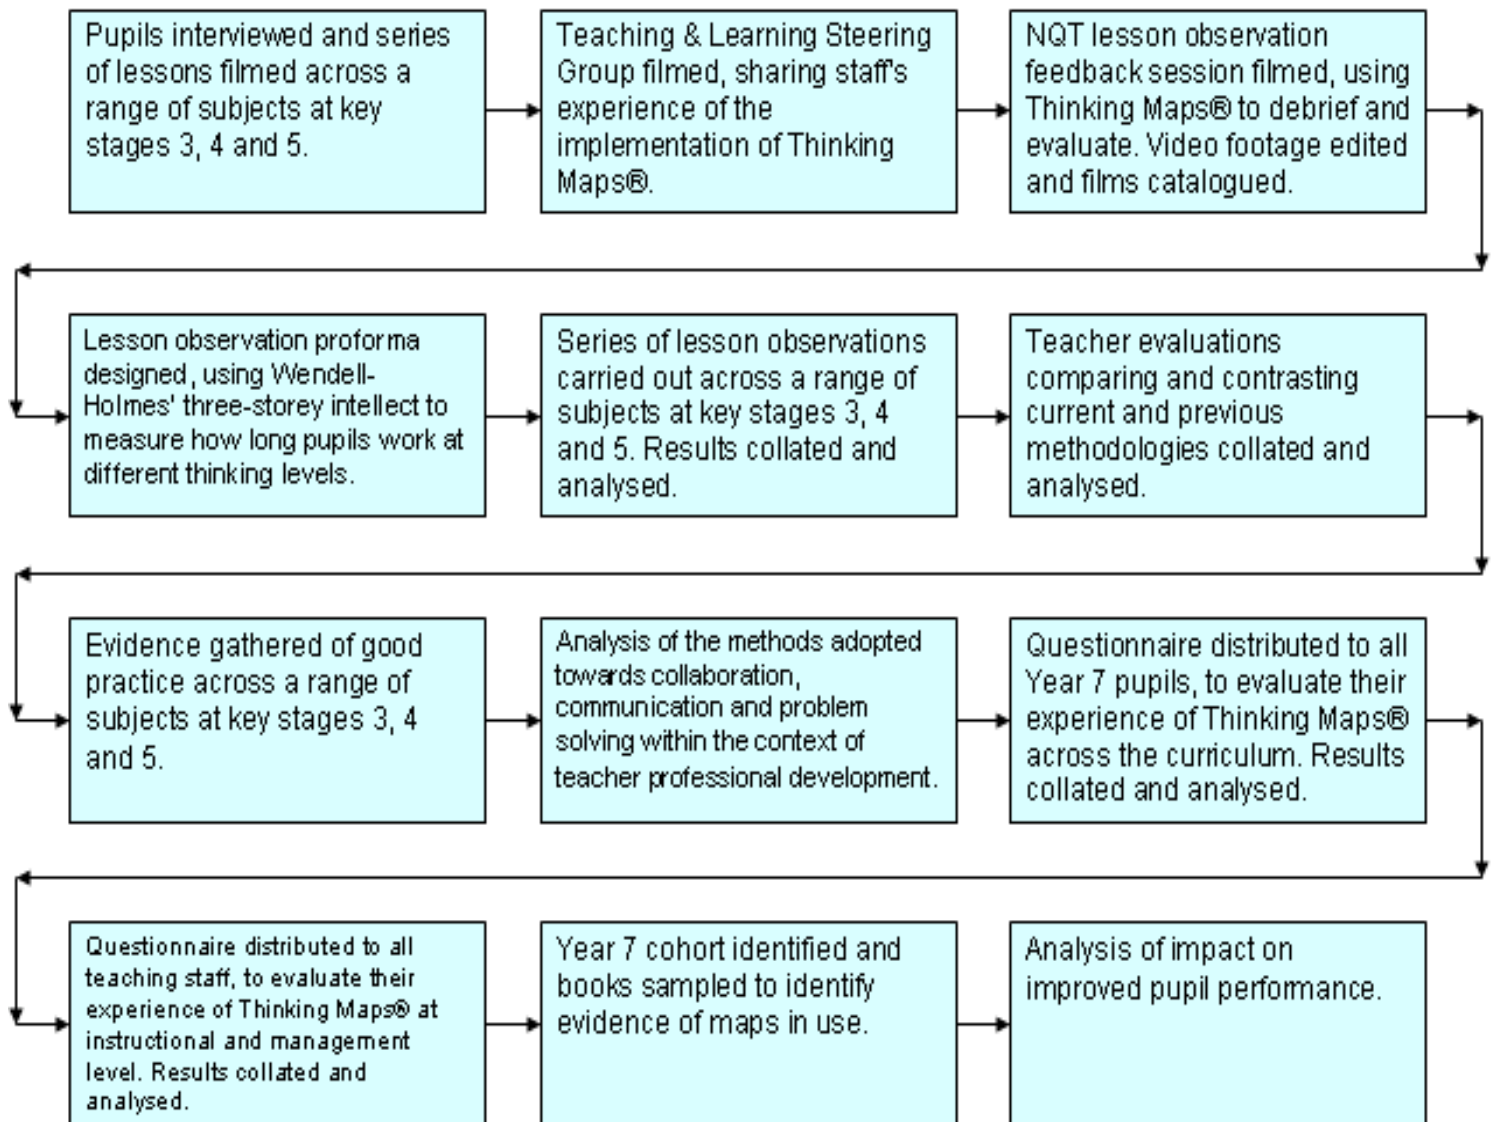 Pupils interviewed and series
of lessons filmed across a
range of subjects at key
stages 3, 4 and 5.
Teaching & Learning Steering
Group filmed, sharing staff's
experience of the
implementation of Thinking
Maps®.
NQT lesson observation
feedback session filmed, using
Thinking Maps® to debrief and
evaluate. Video footage edited
and films catalogued.
Lesson observation proforma
designed, using Wendell-
Holmes' three-storey intellect to
measure how long pupils work at
different thinking levels.
Series of lesson observations
carried out across a range of
subjects at key stages 3, 4
and 5. Results collated and
analysed.
Teacher evaluations
comparing and contrasting
current and previous
methodologies collated and
analysed.
Evidence gathered of good
practice across a range of
subjects at key stages 3, 4
and 5.
Analysis of the methods adopted
towards collaboration,
communication and problem
solving within the context of
teacher professional development.
Questionnaire distributed to all
Year 7 pupils, to evaluate their
experience of Thinking Maps®
across the curriculum. Results
collated and analysed.
Questionnaire distributed to all
teaching staff, to evaluate their
experience of Thinking Maps® at
instructional and management
level. Results collated and
analysed.
Year 7 cohort identified and
books sampled to identify
evidence of maps in use.
Analysis of impact on
improved pupil performance.